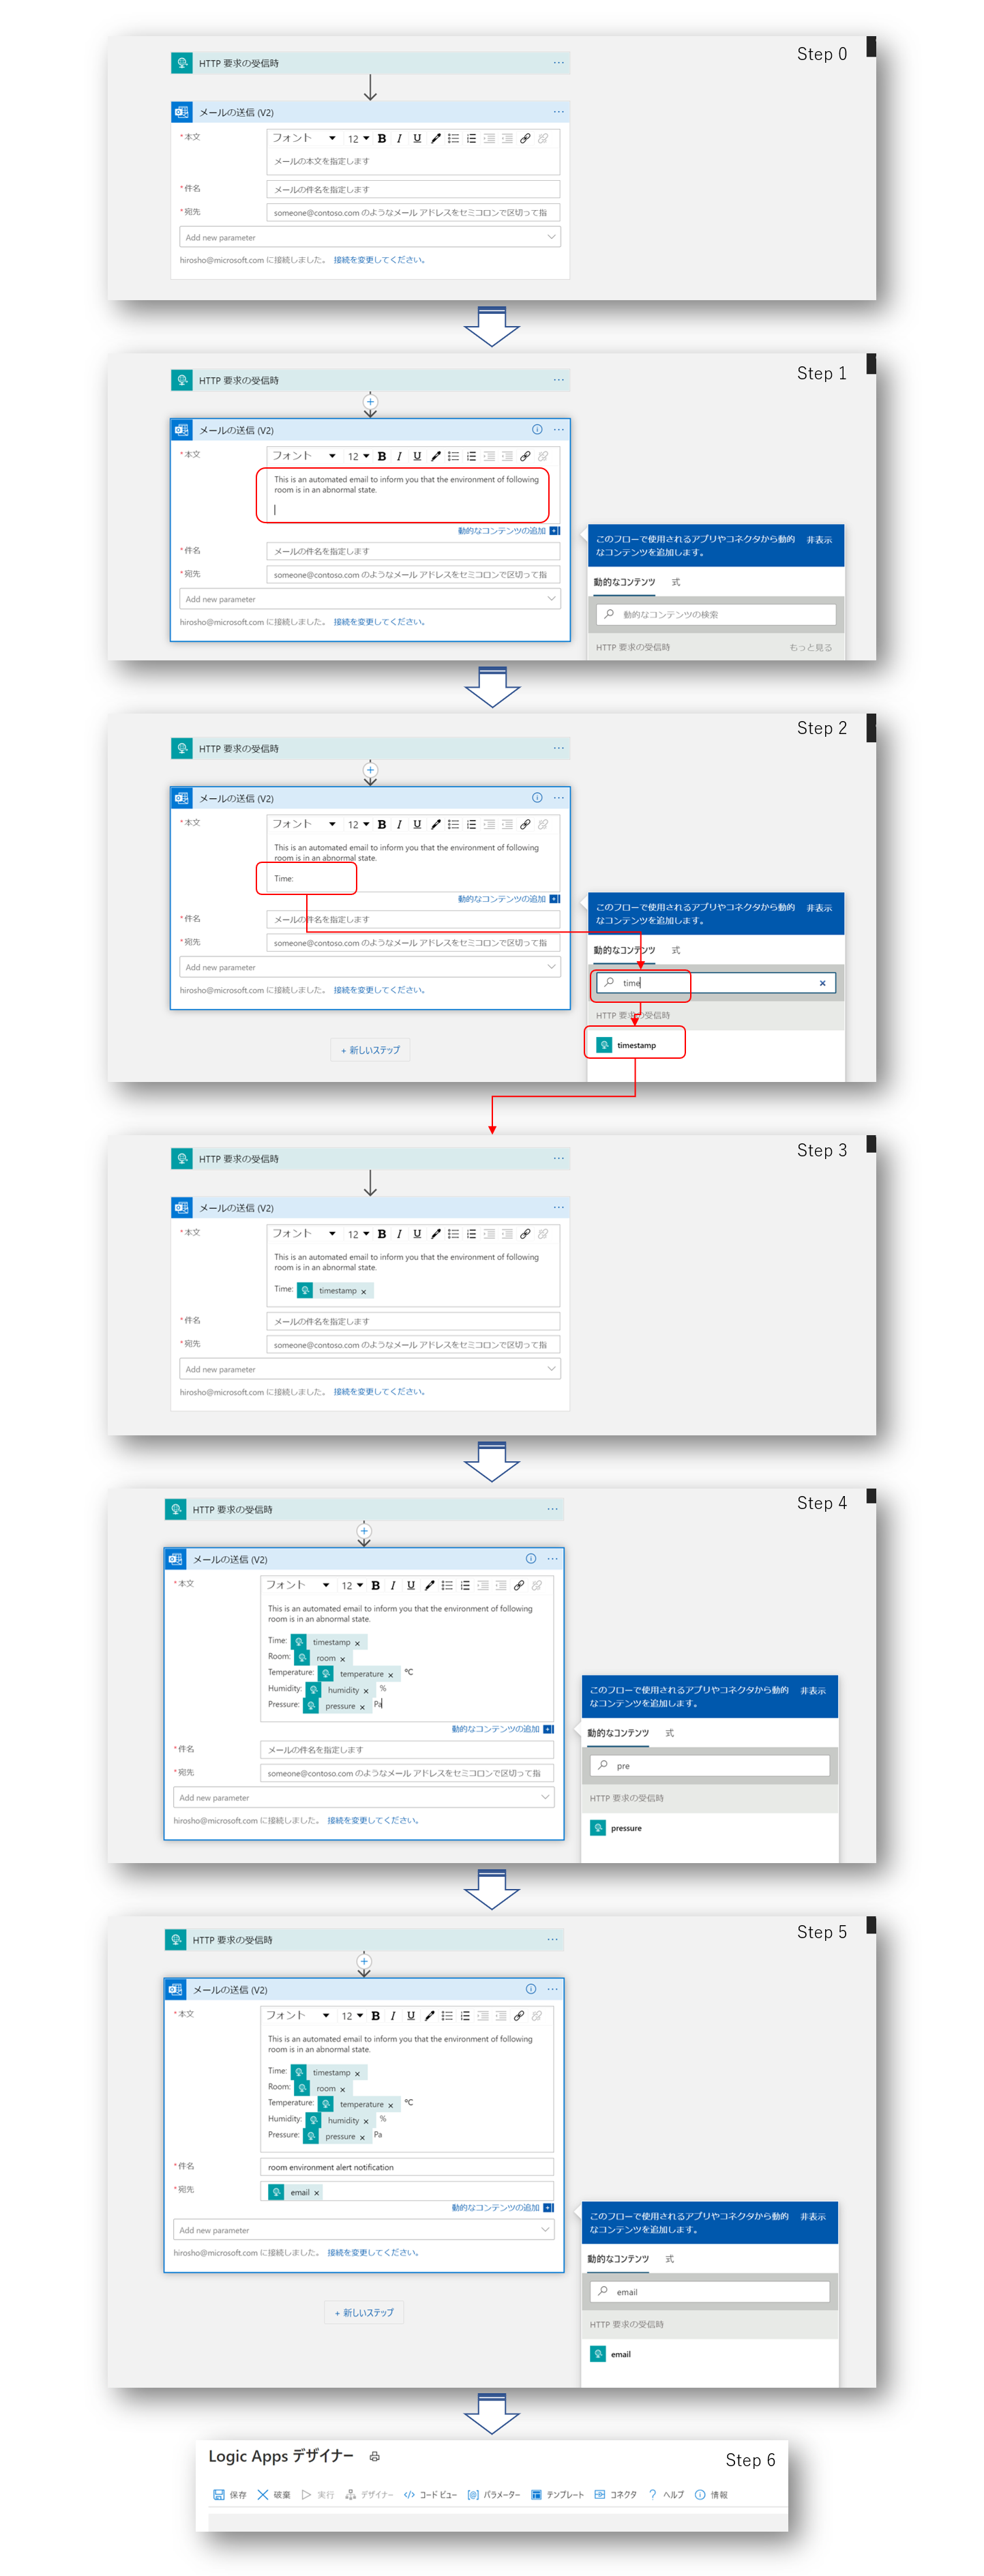 Step 0
HTTP 要求の受信時
メールの送信 (V2)
*本文
フォント 12 B I U
メールの本文を指定します
*件名
メールの件名を指定します
*宛先
someone@contoso.com のようなメール アドレスをセミコロンで区切って指
Add new parameter
hirosho@microsoft.com に接続しました。 接続を変更してください。
Step 1
HTTP 要求の受信時
メールの送信 (V2)
*本文
フォント 12 B I U
This is an automated email to inform you that the environment of following
room is in an abnormal state.
動的なコンテンツの追加
*件名
メールの件名を指定します
*宛先
someone@contoso.com のようなメール アドレスをセミコロンで区切って指
Add new parameter
hirosho@microsoft.com に接続しました。 接続を変更してください。
このフローで使用されるアプリやコネクタから動的 非表示
なコンテンツを追加します。
動的なコンテンツ 式
動的なコンテンツの検索
HTTP 要求の受信時 もっと見る
Step 2
HTTP 要求の受信時
メールの送信 (V2)
*本文
フォント 12 B I U
This is an automated email to inform you that the environment of following
room is in an abnormal state.
Time:
動的なコンテンツの追加
*件名
メールの件名を指定します
*宛先
someone@contoso.com のようなメール アドレスをセミコロンで区切って指
Add new parameter
hirosho@microsoft.com に接続しました。 接続を変更してください。
+ 新しいステップ
このフローで使用されるアプリやコネクタから動的 非表示
なコンテンツを追加します。
動的なコンテンツ 式
time
HTTP 要求の受信時
timestamp
Step 3
HTTP 要求の受信時
メールの送信 (V2)
*本文
フォント 12 B I U
This is an automated email to inform you that the environment of following
room is in an abnormal state.
Time: timestamp ×
*件名
メールの件名を指定します
*宛先
someone@contoso.com のようなメール アドレスをセミコロンで区切って指
Add new parameter
hirosho@microsoft.com に接続しました。 接続を変更してください。
Step 4
HTTP 要求の受信時
メールの送信 (V2)
*本文
フォント 12 B I U
This is an automated email to inform you that the environment of following
room is in an abnormal state.
Time: timestamp ×
Room: room ×
Temperature: temperature × ℃
Humidity: humidity × %
Pressure: pressure × Pa
動的なコンテンツの追加
*件名
メールの件名を指定します
*宛先
someone@contoso.com のようなメール アドレスをセミコロンで区切って指
Add new parameter
hirosho@microsoft.com に接続しました。 接続を変更してください。
このフローで使用されるアプリやコネクタから動的 非表示
なコンテンツを追加します。
動的なコンテンツ 式
pre
HTTP 要求の受信時
pressure
Step 5
HTTP 要求の受信時
メールの送信 (V2)
*本文
フォント 12 B I U
This is an automated email to inform you that the environment of following
room is in an abnormal state.
Time: timestamp ×
Room: room ×
Temperature: temperature × ℃
Humidity: humidity × %
Pressure: pressure × Pa
*件名
room environment alert notification
*宛先
email ×
動的なコンテンツの追加
Add new parameter
hirosho@microsoft.com に接続しました。 接続を変更してください。
+ 新しいステップ
このフローで使用されるアプリやコネクタから動的 非表示
なコンテンツを追加します。
動的なコンテンツ 式
email
HTTP 要求の受信時
email
Logic Apps デザイナー
Step 6
保存 破棄 実行 デザイナー コード ビュー パラメーター テンプレート コネクタ ヘルプ 情報